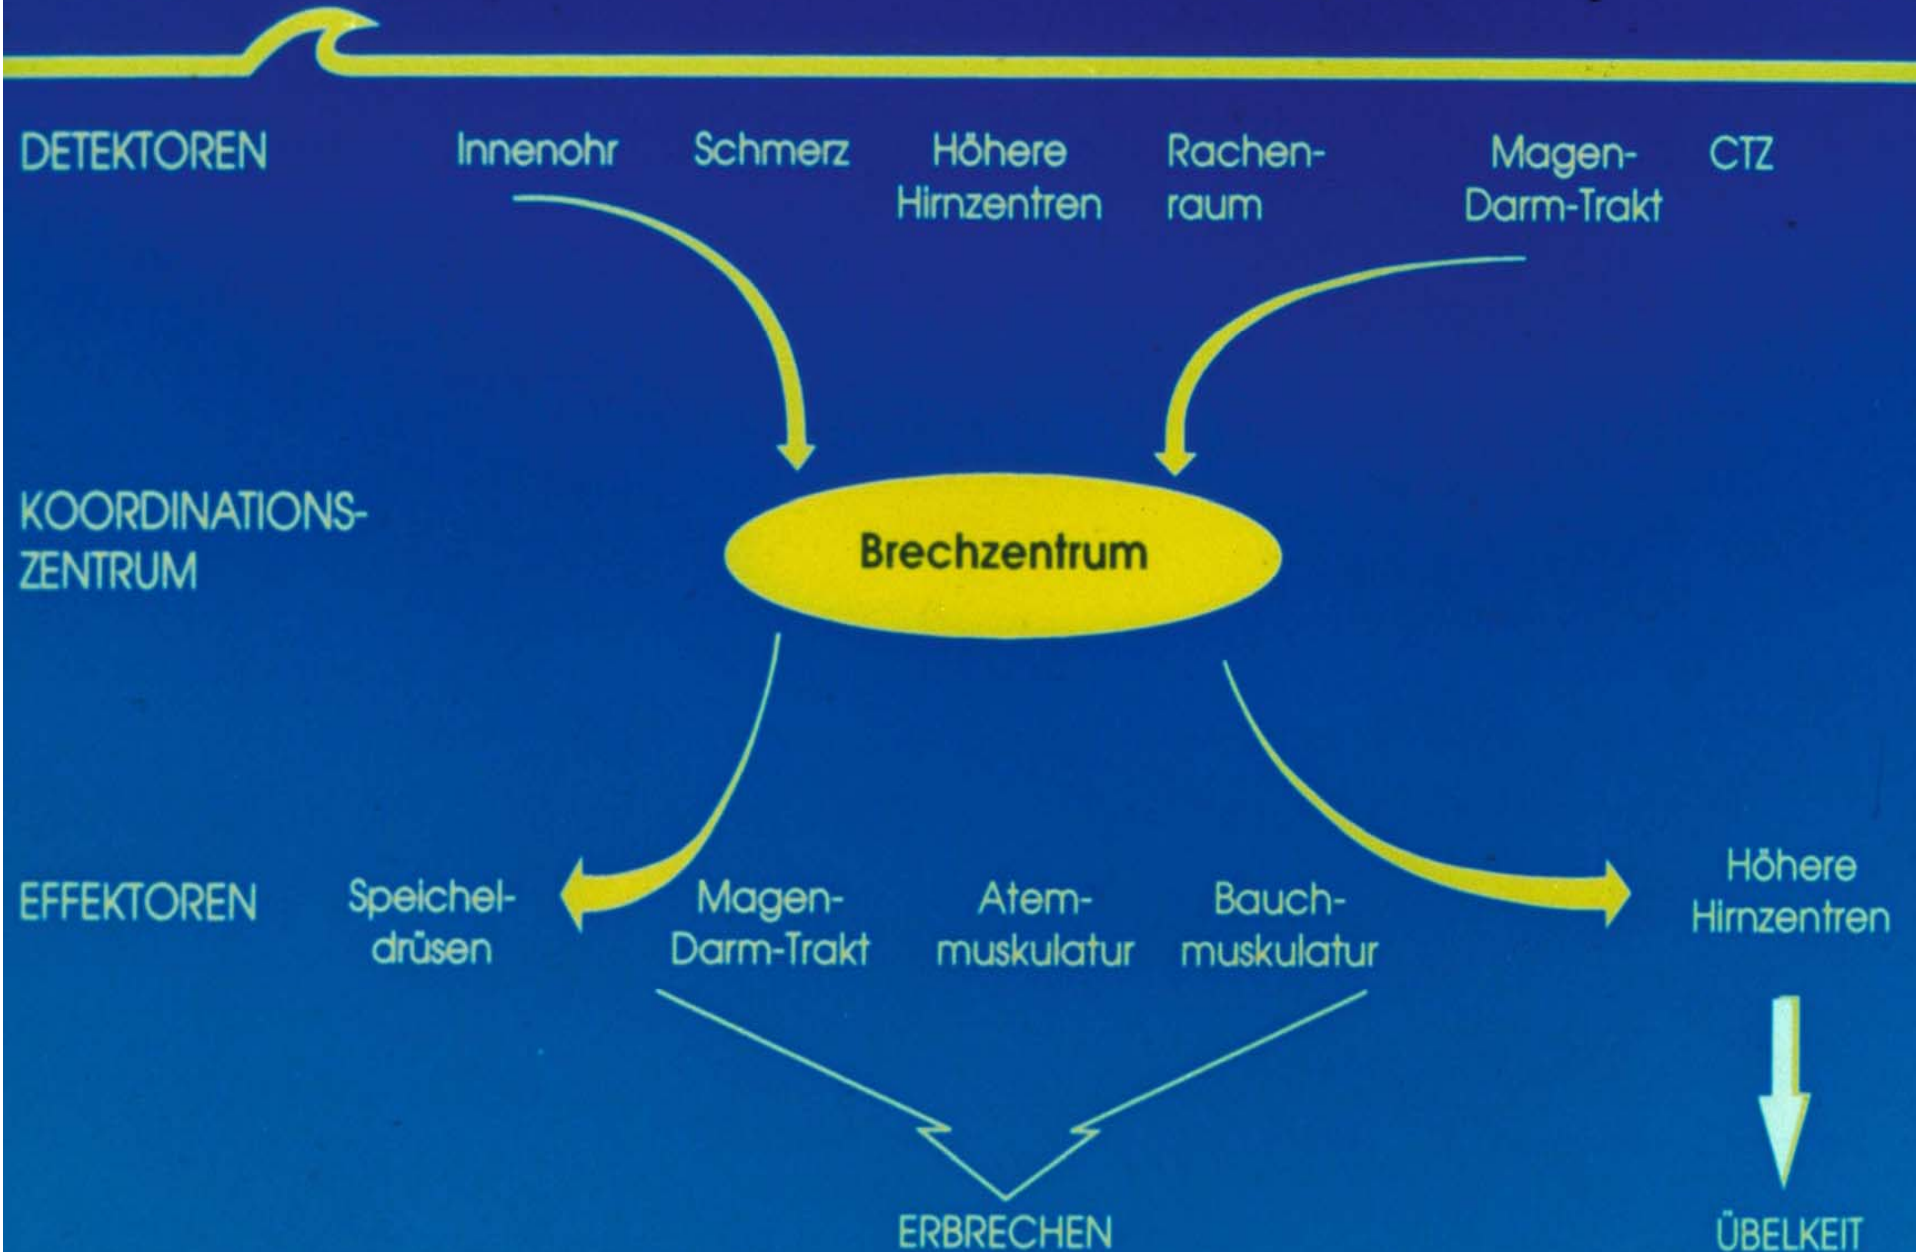 DETEKTOREN Innenohr Schmerz Höhere Rachen- Magen- CTZ
Hirnzentren raum Darm-Trakt
KOORDINATIONS-
ZENTRUM
Brechzentrum
EFFEKTOREN Speichel- Magen- Atem- Bauch- Höhere
drüsen Darm-Trakt muskulatur muskulatur Hirnzentren
ERBRECHEN ÜBELKEIT